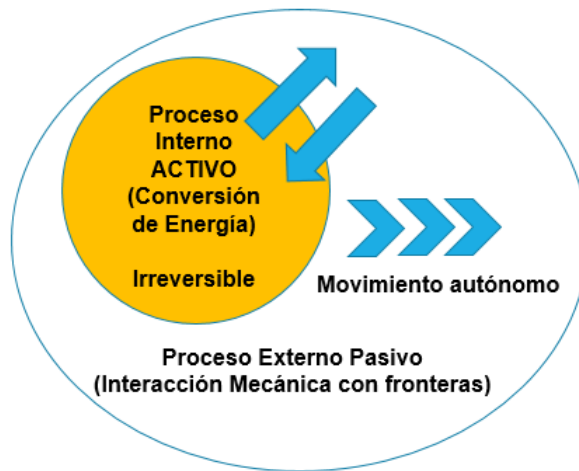 Proceso
Interno
ACTIVO
(Conversión
de Energía)
Irreversible
Movimiento autónomo
Proceso Externo Pasivo
(Interacción Mecánica con fronteras)